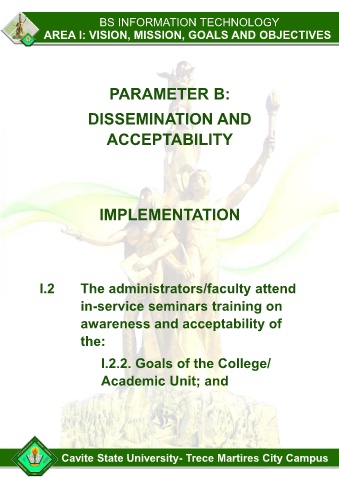 BS INFORMATION TECHNOLOGY
AREA I: VISION, MISSION, GOALS AND OBJECTIVES
PARAMETER B:
DISSEMINATION AND
ACCEPTABILITY
IMPLEMENTATION
I.2 The administrators/faculty attend
in-service seminars training on
awareness and acceptability of
the:
I.2.2. Goals of the College/
Academic Unit; and
Cavite State University- Trece Martires City Campus